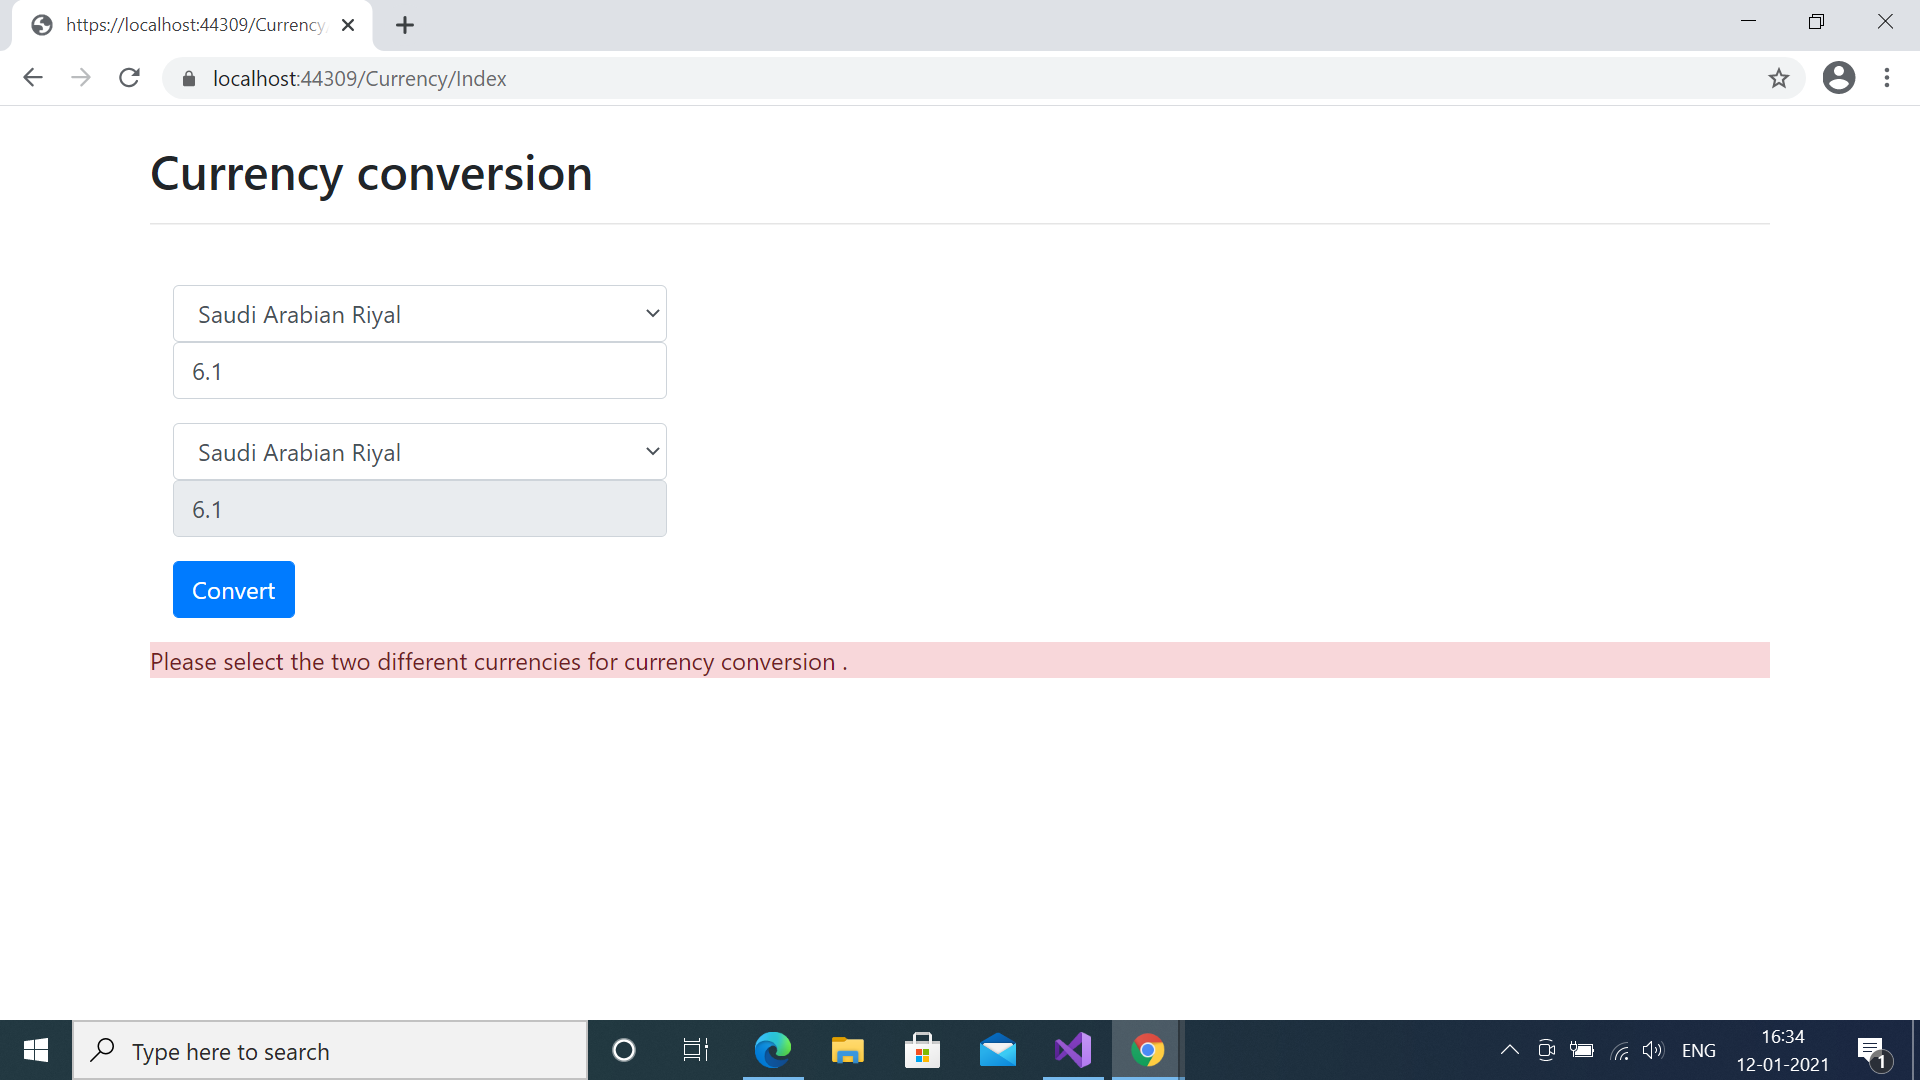 https://localhost:44309/Currency
localhost:44309/Currency/Index
Currency conversion
Saudi Arabian Riyal
6.1
Saudi Arabian Riyal
6.1
Convert
Please select the two different currencies for currency conversion .
Type here to search
ENG
16:34
12-01-2021
1